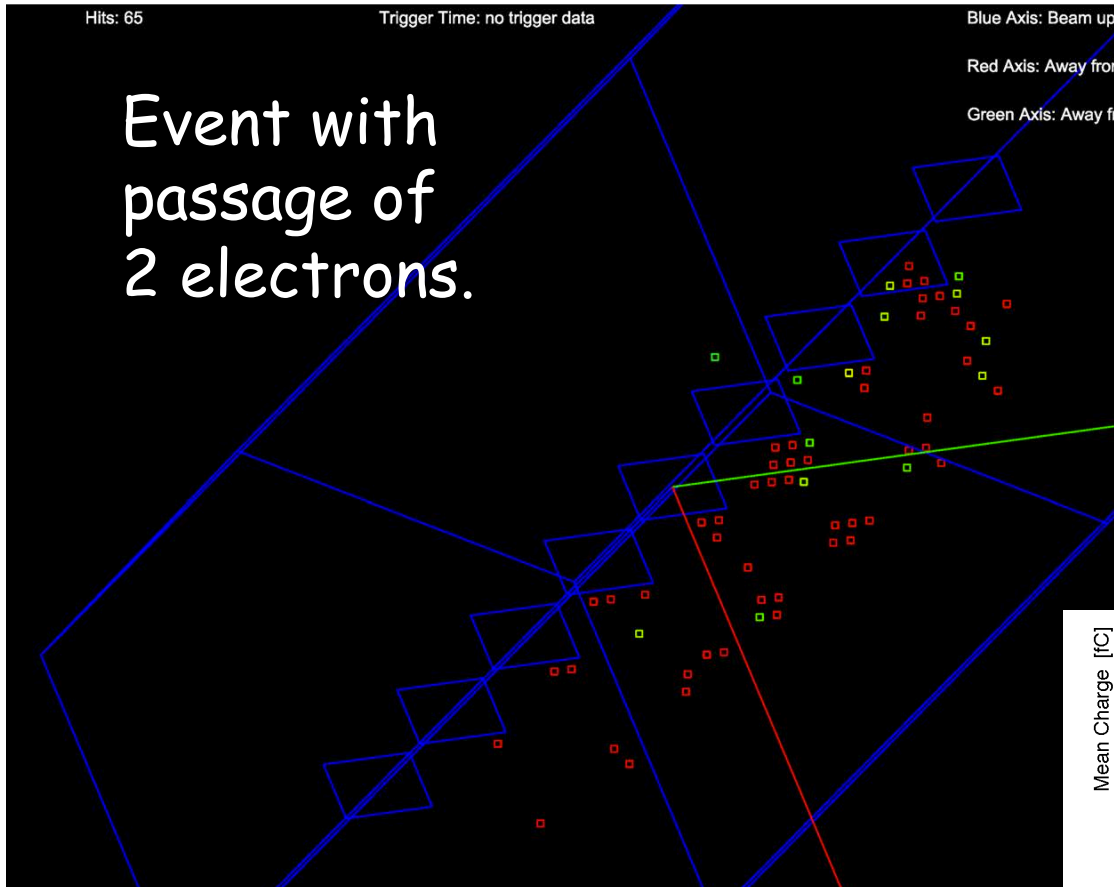 Hits: 65
Trigger Time: no trigger data
Blue Axis: Beam up
Red Axis: Away
Green Axis: Away
Event with
passage of
2 electrons.
Mean Charge [fC]